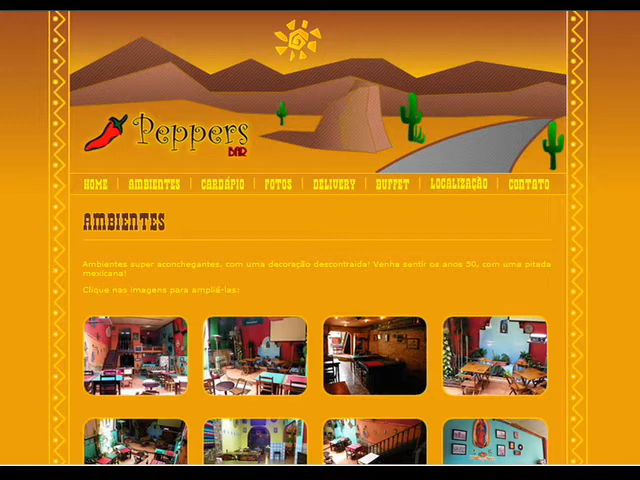 Peppers
BAR
HOME | AMBIENTES | CARDÁPIO | FOTOS | DELIVERY | BUFFET | LOCALIZAÇÃO | CONTATO
AMBIENTES
Ambientes super aconchegantes, com uma decoração descontraída! Venha sentir os anos 50, com uma pitada
mexicana!
Clique nas imagens para ampliá-las: